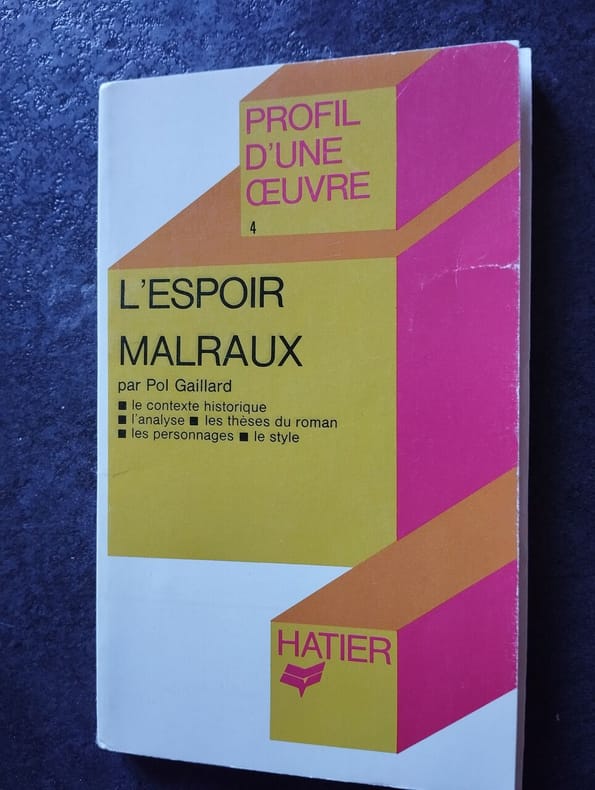 PROFIL
D'UNE
ŒUVRE
4
L'ESPOIR
MALRAUX
par Pol Gaillard
■ le contexte historique
■ l'analyse ■ les thèses du roman
■ les personnages ■ le style
HATIER